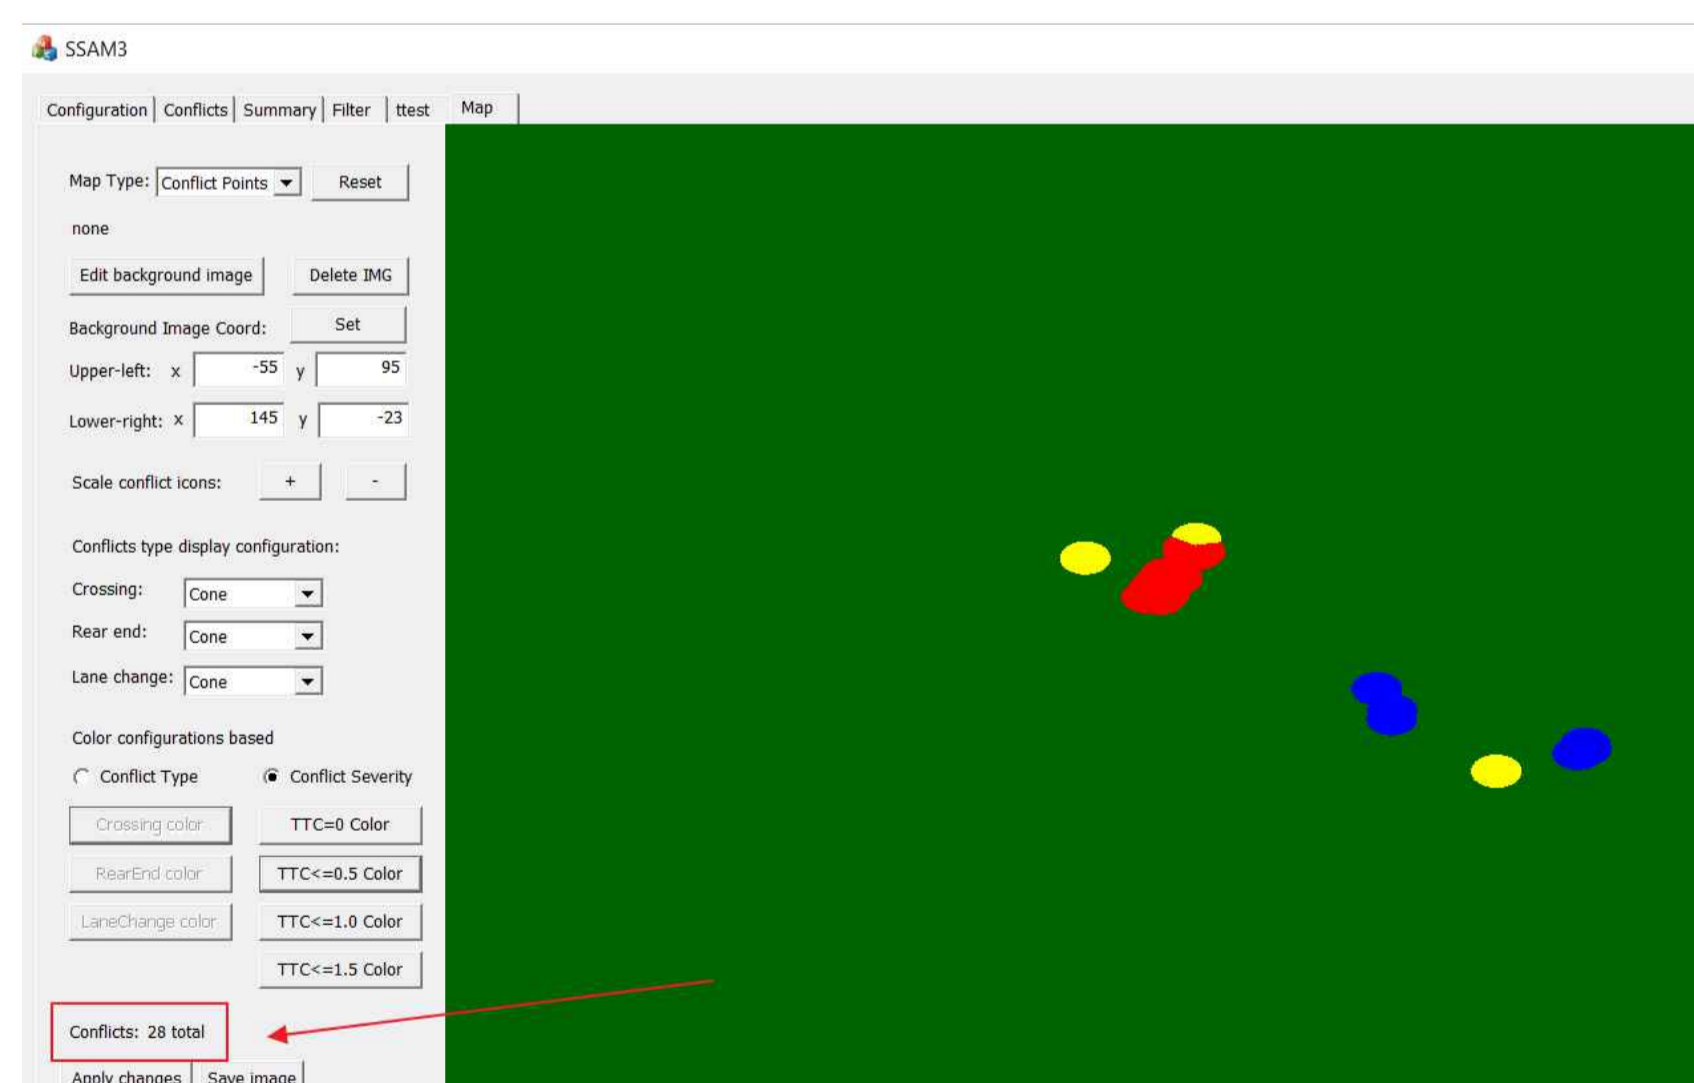 SSAM3
Configuration Conflicts Summary Filter ttest Map
Map Type: Conflict Points Reset
none
Edit background image Delete IMG
Background Image Coord: Set
Upper-left: x -55 y 95
Lower-right: x 145 y -23
Scale conflict icons: + -
Conflicts type display configuration:
Crossing: Cone
Rear end: Cone
Lane change: Cone
Color configurations based
Conflict Type Conflict Severity
Crossing color TTC=0 Color
RearEnd color TTC<=0.5 Color
LaneChange color TTC<=1.0 Color
TTC<=1.5 Color
Conflicts: 28 total
Apply changes Save image